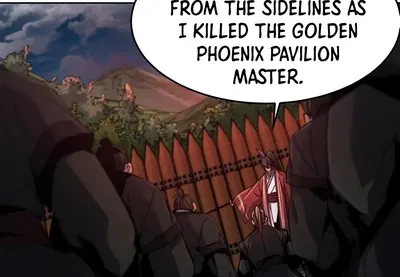 FROM THE SIDELINES AS
I KILLED THE GOLDEN
PHOENIX PAVILION
MASTER.